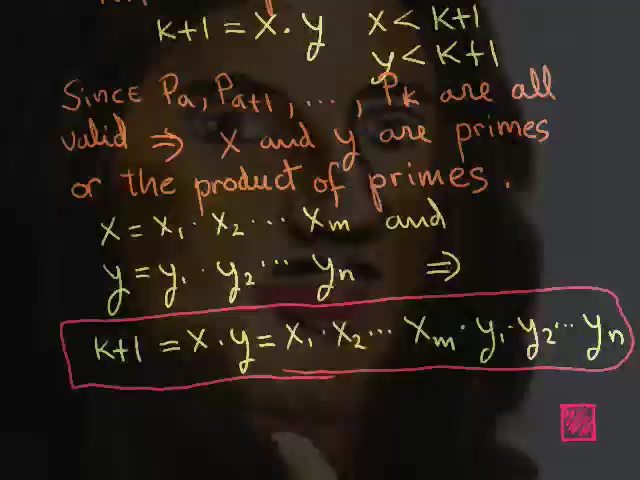 k+1 = x · y x < k+1
y < k+1
Since Pa, Pa+1, ..., Pk are all
valid ⇒ x and y are primes
or the product of primes.
x = x₁ · x₂ ... xm and
y = y₁ · y₂ ... yn ⇒
k+1 = x · y = x₁ · x₂ ... xm · y₁ · y₂ ... yn